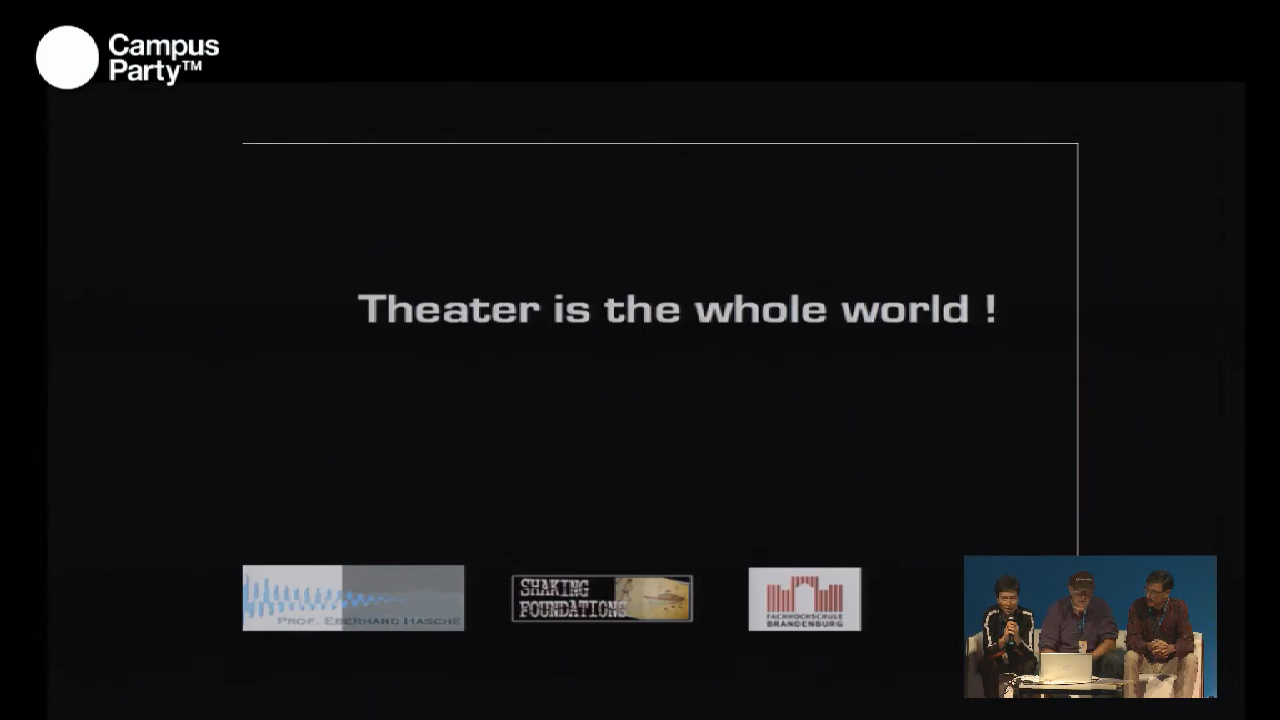 Campus
Party™
Theater is the whole world !
PROF. EBERHARD HASCHE
SHAKING
FOUNDATIONS
FACHHOCHSCHULE
BRANDENBURG